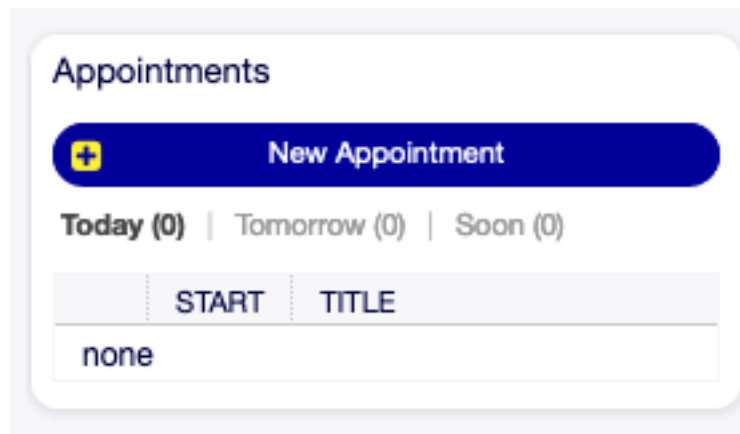 Appointments
New Appointment
Today (0) | Tomorrow (0) | Soon (0)
START TITLE
none